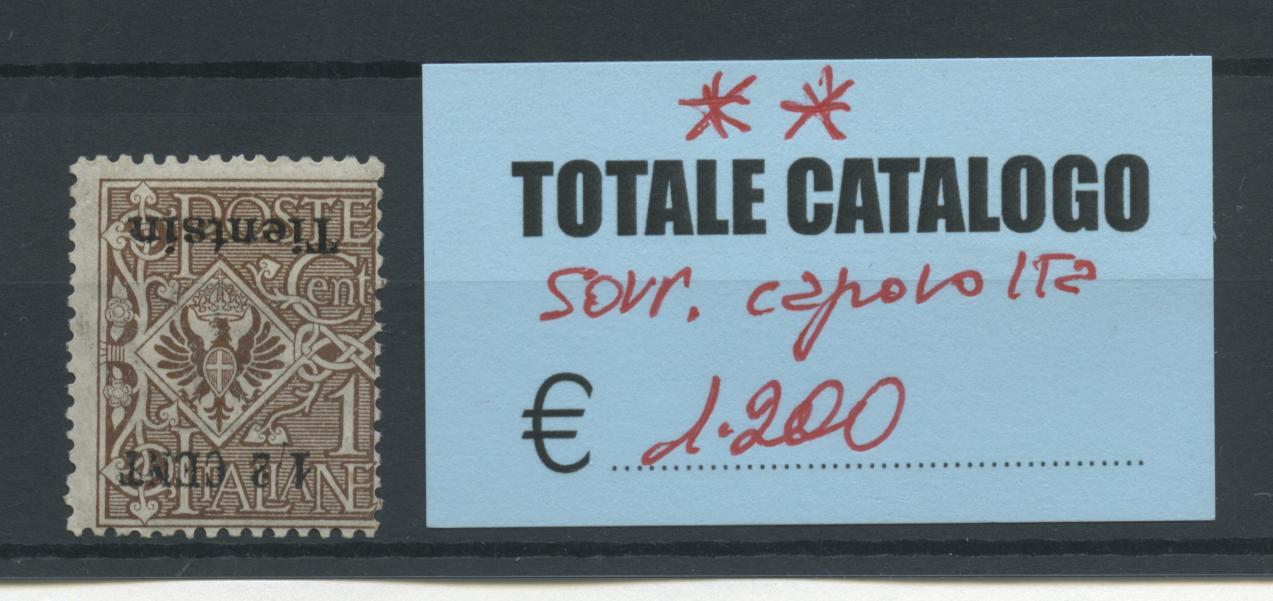 POSTE
Tientsin
Cent
1
1/2 CENT
ITALIANE
**
TOTALE CATALOGO
sovr. capovolta
€ 1.200